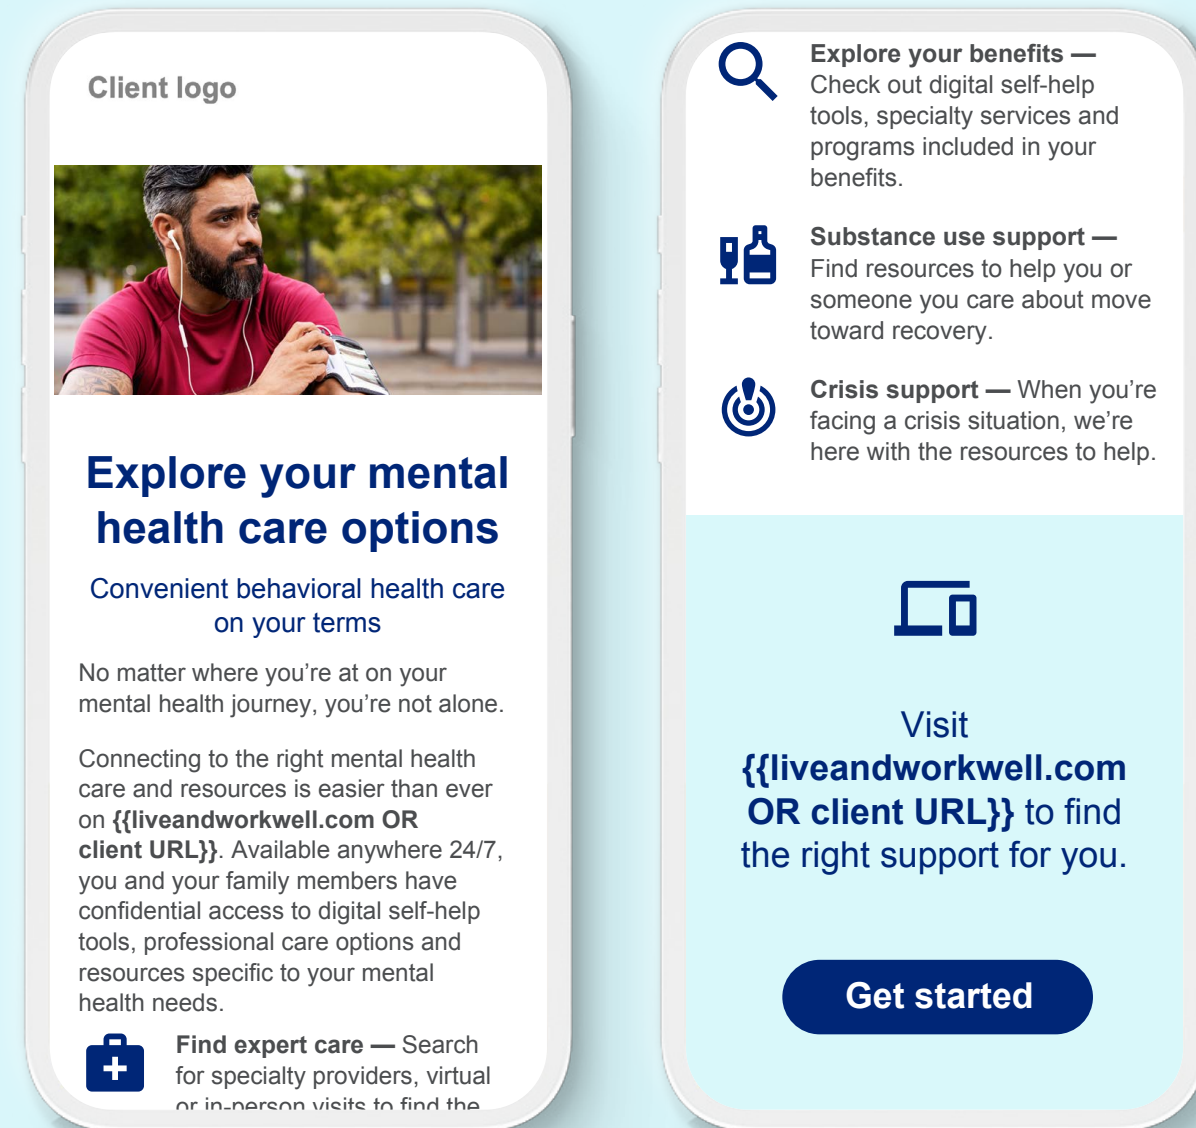 Client logo
Explore your mental
health care options
Convenient behavioral health care
on your terms
No matter where you’re at on your
mental health journey, you’re not alone.
Connecting to the right mental health
care and resources is easier than ever
on {{liveandworkwell.com OR
client URL}}. Available anywhere 24/7,
you and your family members have
confidential access to digital self-help
tools, professional care options and
resources specific to your mental
health needs.
Find expert care — Search
for specialty providers, virtual
or in-person visits to find the
Explore your benefits —
Check out digital self-help
tools, specialty services and
programs included in your
benefits.
Substance use support —
Find resources to help you or
someone you care about move
toward recovery.
Crisis support — When you’re
facing a crisis situation, we’re
here with the resources to help.
Visit
{{liveandworkwell.com
OR client URL}} to find
the right support for you.
Get started